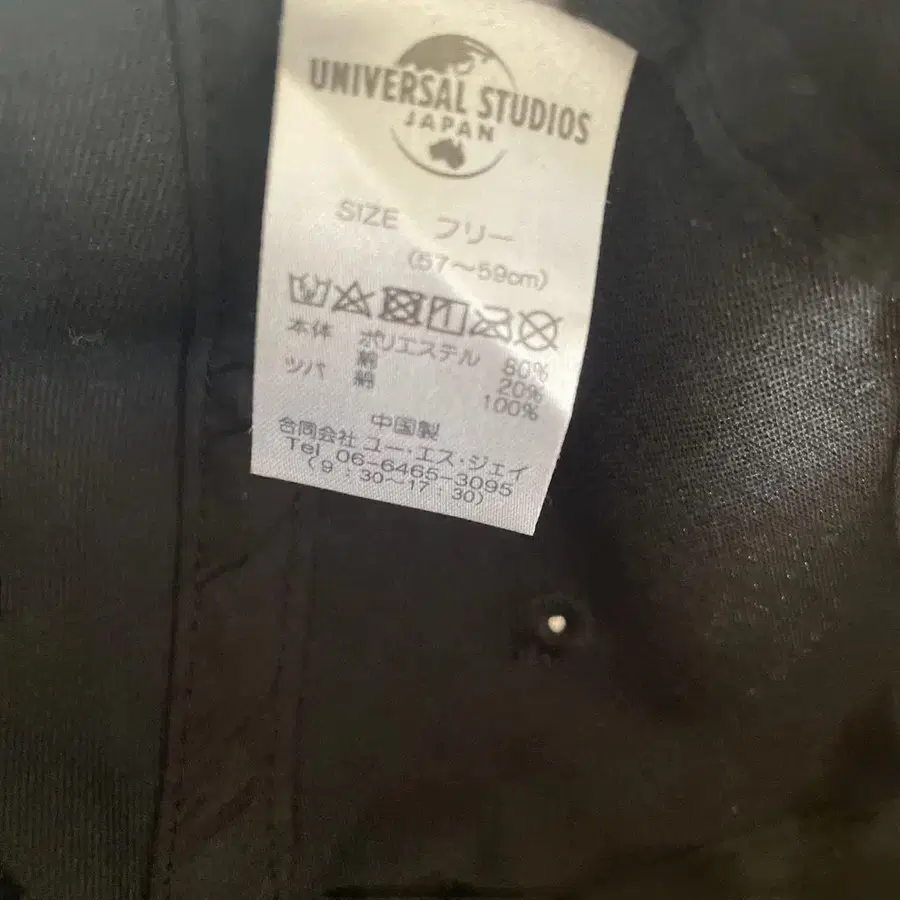 UNIVERSAL STUDIOS
JAPAN
SIZE フリー
(57〜59cm)
本体 ポリエステル 80%
綿 20%
ツバ 綿 100%
中国製
合同会社 ユー・エス・ジェイ
Tel 06-6465-3095
(9:30〜17:30)